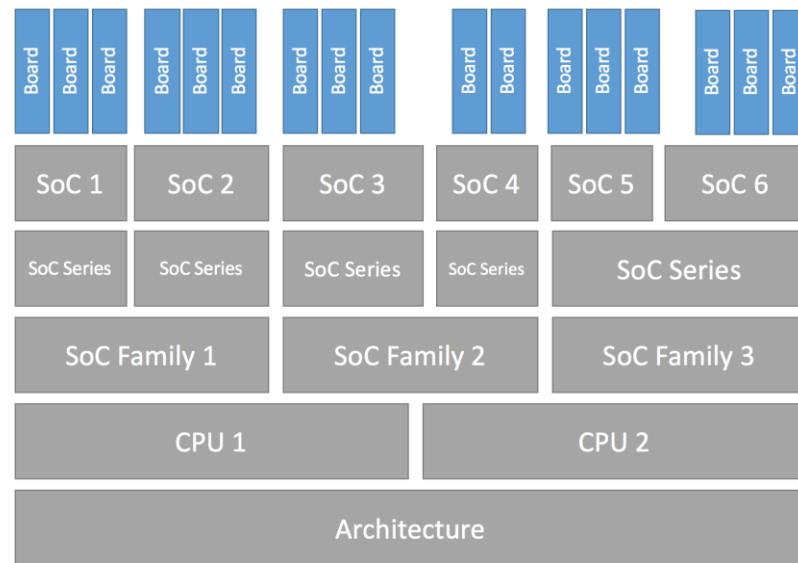 Board Board Board Board Board Board Board Board Board Board Board Board Board Board Board Board Board
SoC 1 SoC 2 SoC 3 SoC 4 SoC 5 SoC 6
SoC Series SoC Series SoC Series SoC Series SoC Series
SoC Family 1 SoC Family 2 SoC Family 3
CPU 1 CPU 2
Architecture